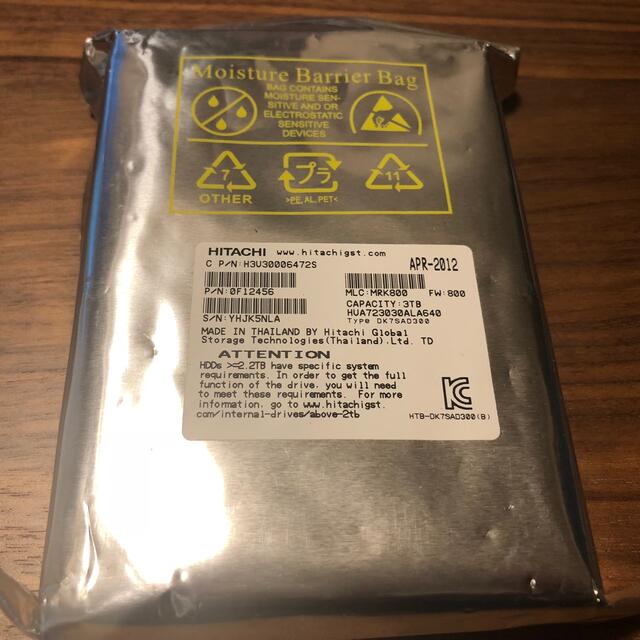 Moisture Barrier Bag
BAG CONTAINS
MOISTURE SEN-
SITIVE AND OR
ELECTROSTATIC
SENSITIVE
DEVICES
7
OTHER
プラ
>PE, AL, PET<
11
HITACHI www.hitachigst.com
APR-2012
C P/N:H3U30006472S
P/N:0F12456
MLC:MRK800 FW:800
CAPACITY:3TB
S/N:YHJK5NLA
HUA723030ALA640
Type DK7SAD300
MADE IN THAILAND BY Hitachi Global
Storage Technologies(Thailand).Ltd. TD
ATTENTION
HDDs >=2.2TB have specific system
requirements. In order to get the full
function of the drive, you will need
to meet these requirements. For more
information, go to www.hitachigst.
com/internal-drives/above-2tb
HTB-DK7SAD300(B)